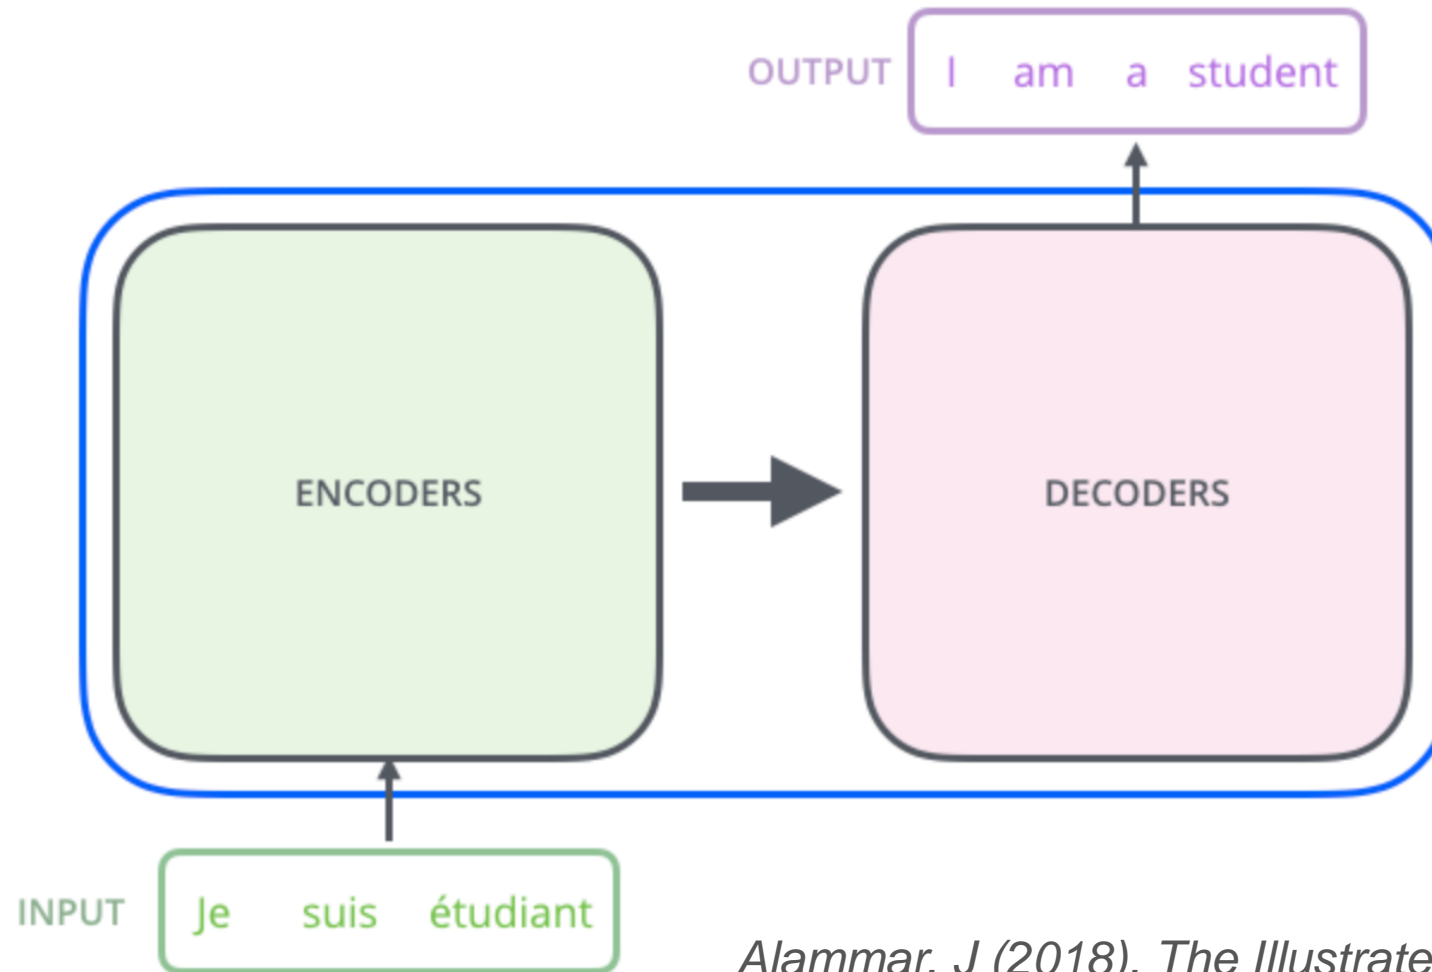 OUTPUT I am a student
ENCODERS DECODERS
INPUT Je suis étudiant
Alammar, J (2018). The Illustrate